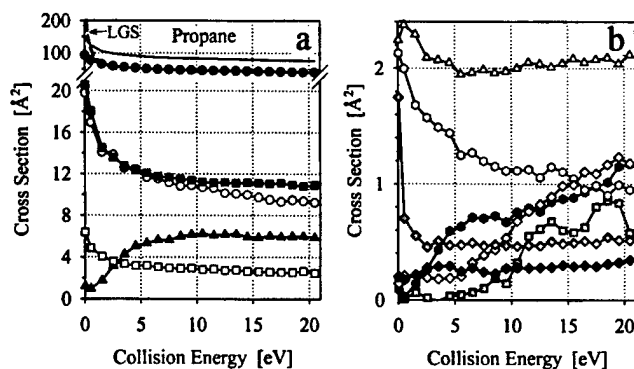 200
100
LGS
Propane
a
20
16
12
8
4
0
Cross Section [Å²]
0 5 10 15 20
Collision Energy [eV]
b
2
1
0
Cross Section [Å²]
0 5 10 15 20
Collision Energy [eV]